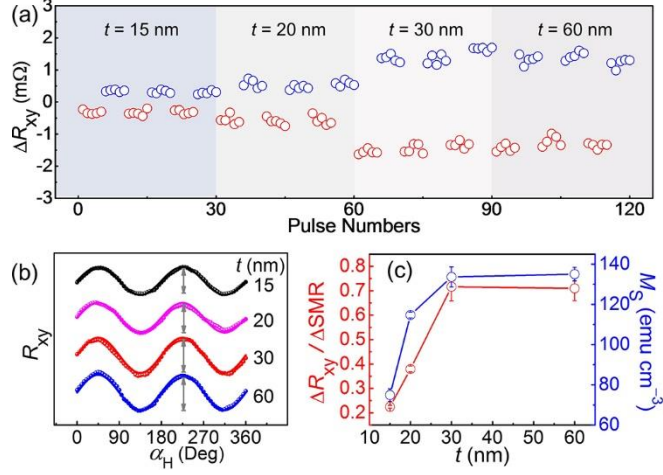 (a)
t = 15 nm t = 20 nm t = 30 nm t = 60 nm
3
2
1
0
-1
-2
-3
ΔRxy (mΩ)
0 30 60 90 120
Pulse Numbers
(b)
t (nm)
15
20
30
60
Rxy
0 90 180 270 360
αH (Deg)
(c)
0.8
0.7
0.6
0.5
0.4
0.3
0.2
ΔRxy / ΔSMR
140
120
100
80
60
MS (emu cm⁻³)
10 20 30 40 50 60
t (nm)